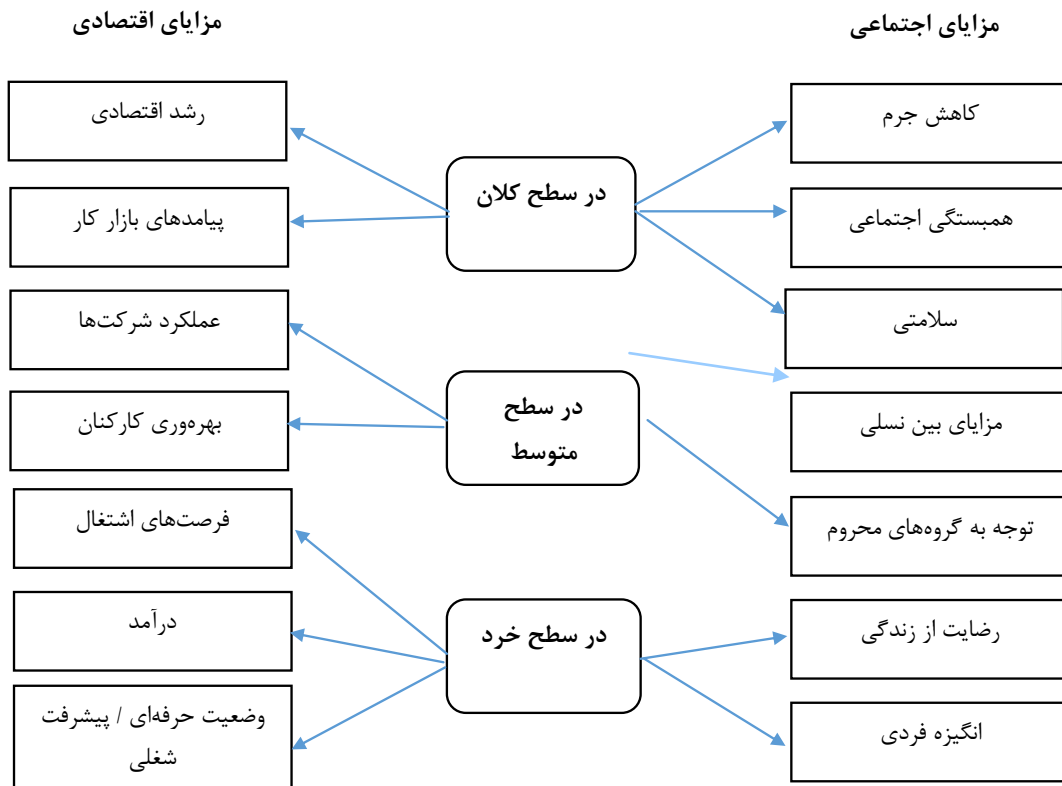 مزایای اجتماعی
مزایای اقتصادی
کاهش جرم
رشد اقتصادی
در سطح کلان
همبستگی اجتماعی
پیامدهای بازار کار
سلامتی
عملکرد شرکت‌ها
در سطح
متوسط
مزایای بین نسلی
بهره‌وری کارکنان
توجه به گروه‌های محروم
فرصت‌های اشتغال
در سطح خرد
رضایت از زندگی
درآمد
انگیزه فردی
وضعیت حرفه‌ای / پیشرفت
شغلی